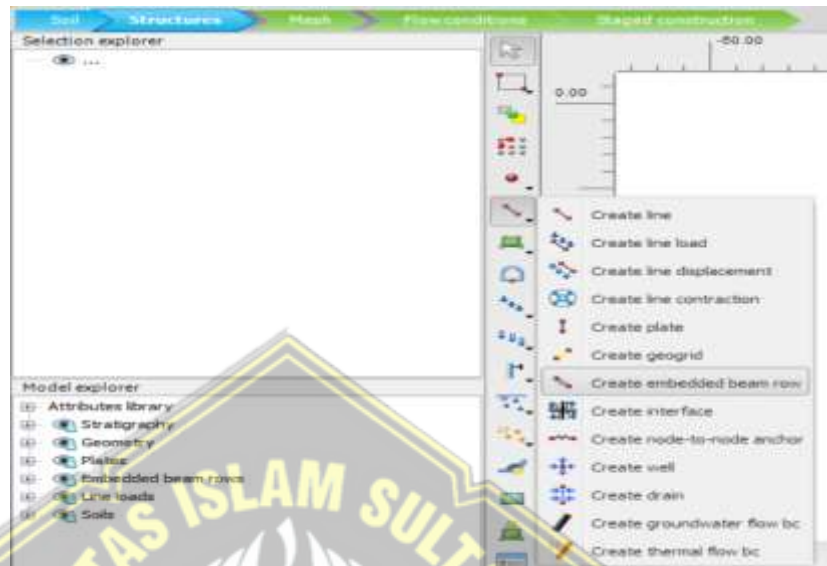 Soil Structures Mesh Flow conditions Staged construction
Selection explorer
...
-60.00
0.00
Create line
Create line load
Create line displacement
Create line contraction
Create plate
Create geogrid
Create embedded beam row
Create interface
Create node-to-node anchor
Create well
Create drain
Create groundwater flow bc
Create thermal flow bc
Model explorer
Attributes library
Stratigraphy
Geometry
Plates
Embedded beam rows
Line loads
Soils
TAS ISLAM SULT